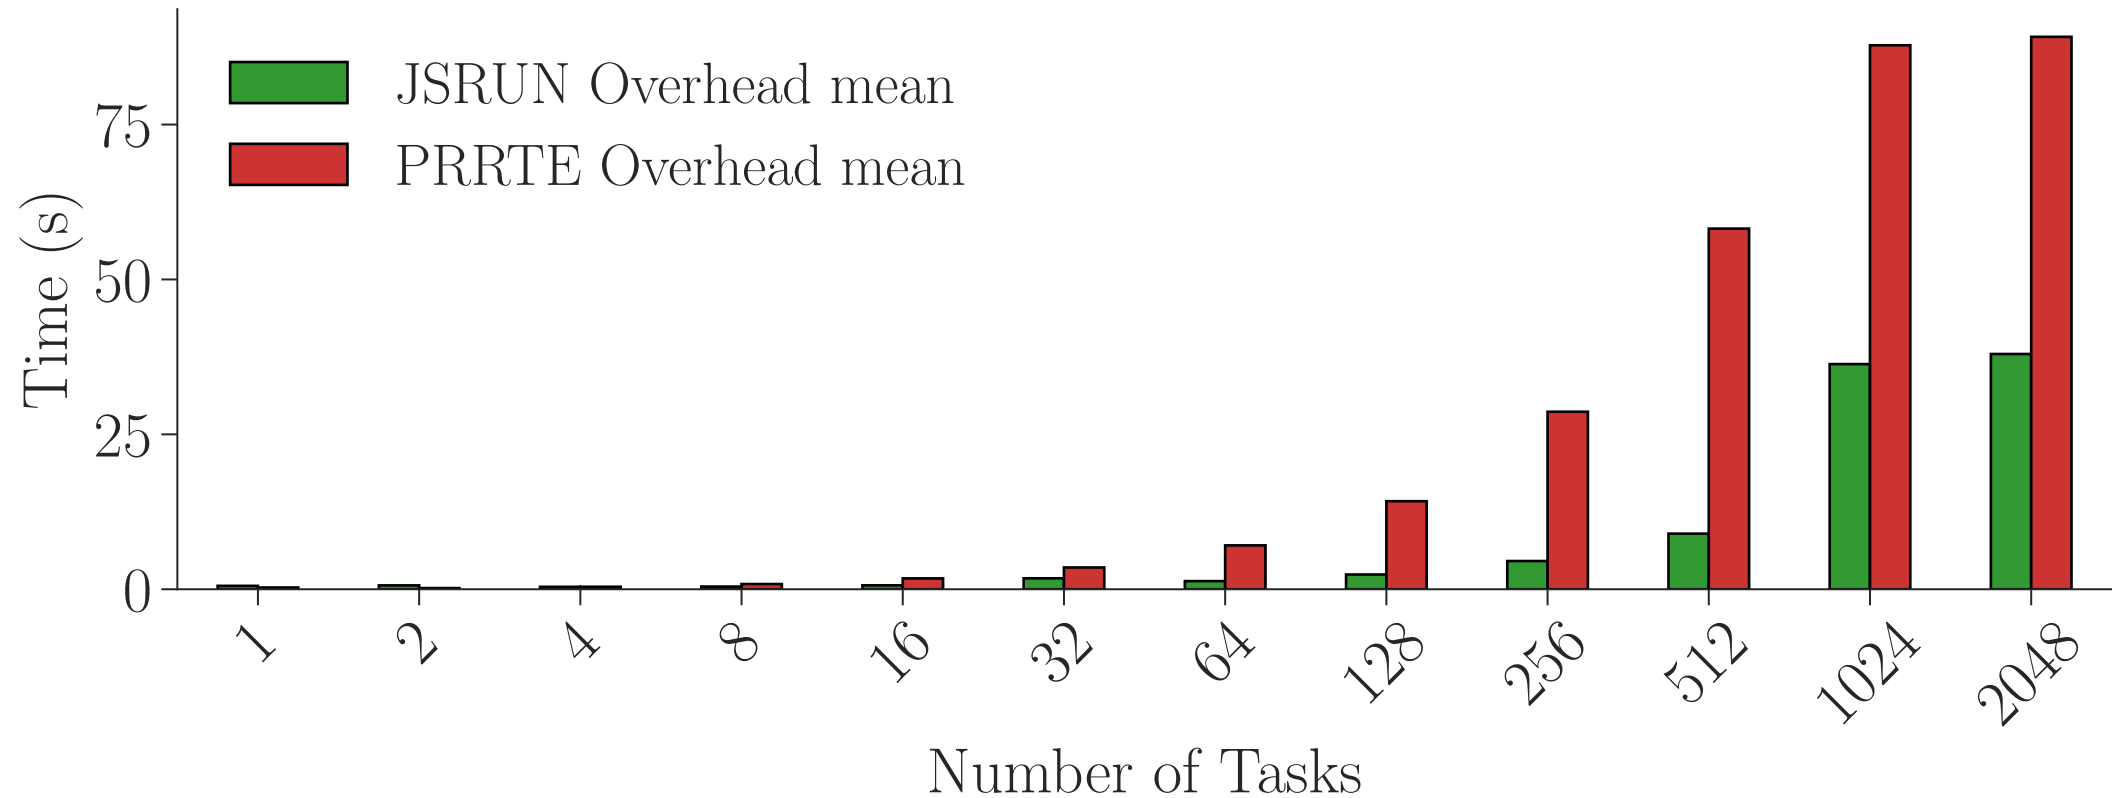 JSRUN Overhead mean
PRRTE Overhead mean
Time (s)
75
50
25
0
1 2 4 8 16 32 64 128 256 512 1024 2048
Number of Tasks